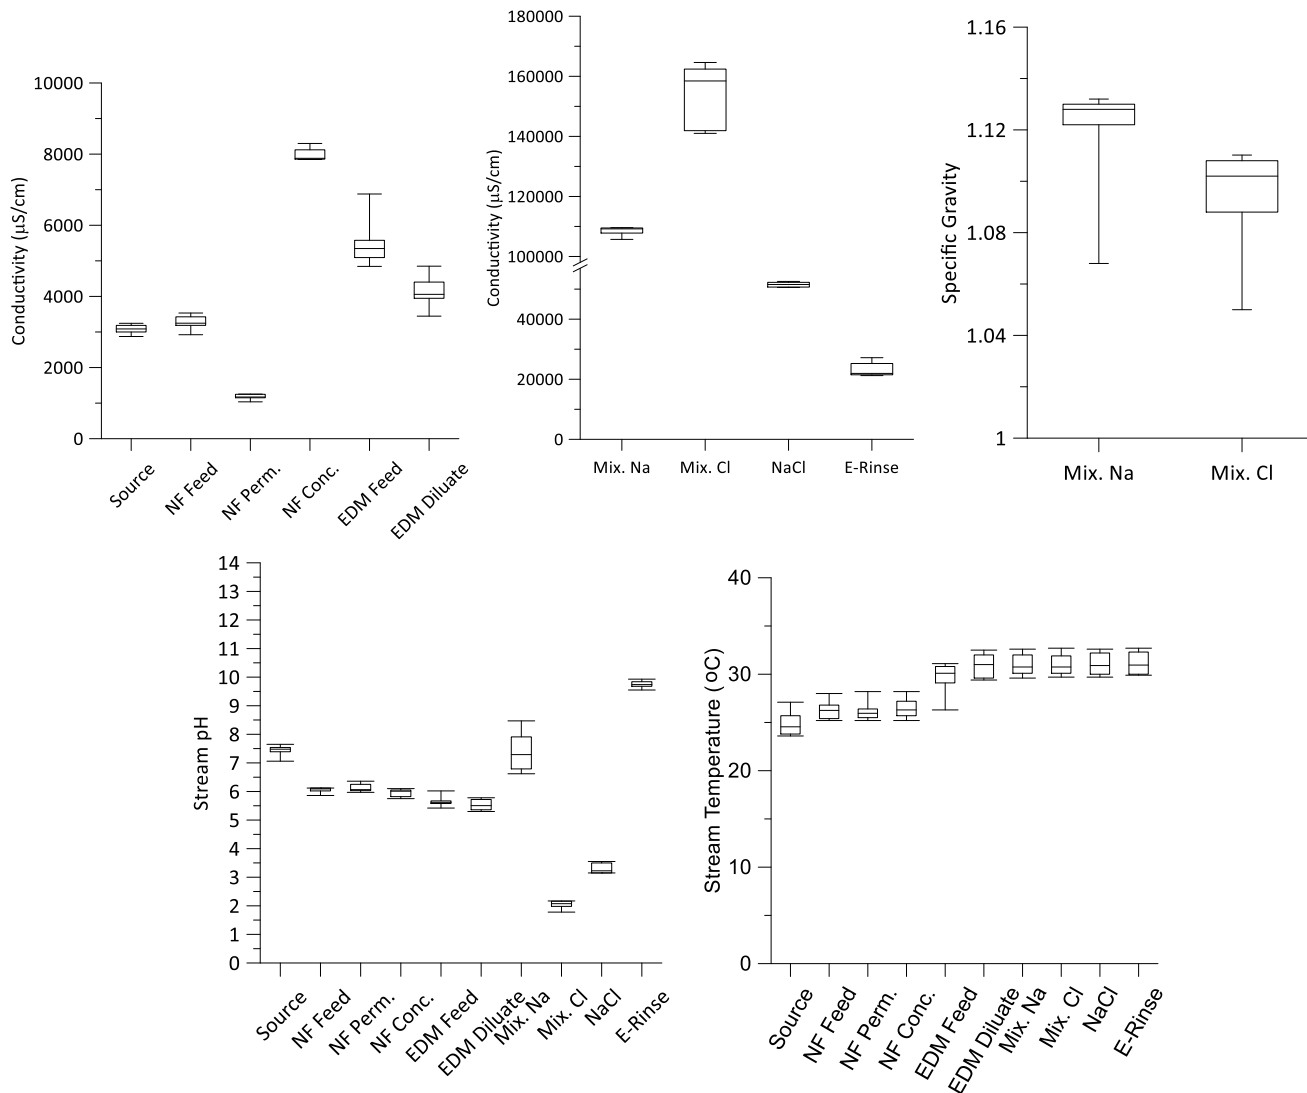 Conductivity (µS/cm)
10000
8000
6000
4000
2000
0
Source
NF Feed
NF Perm.
NF Conc.
EDM Feed
EDM Diluate
Conductivity (µS/cm)
180000
160000
140000
120000
100000
40000
20000
0
Mix. Na
Mix. Cl
NaCl
E-Rinse
Specific Gravity
1.16
1.12
1.08
1.04
1
Mix. Na
Mix. Cl
Stream pH
14
13
12
11
10
9
8
7
6
5
4
3
2
1
0
Source
NF Feed
NF Perm.
NF Conc.
EDM Feed
EDM Diluate
Mix. Na
Mix. Cl
NaCl
E-Rinse
Stream Temperature ( oC)
40
30
20
10
0
Source
NF Feed
NF Perm.
NF Conc.
EDM Feed
EDM Diluate
Mix. Na
Mix. Cl
NaCl
E-Rinse